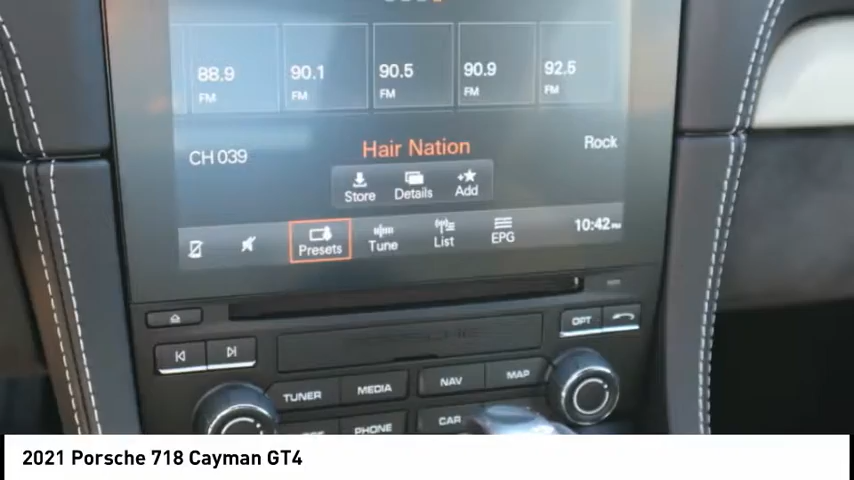 88.9 90.1 90.5 90.9 92.5
FM FM FM FM FM
CH 039 Hair Nation Rock
Store Details Add
Presets Tune List EPG 10:42 PM
OPT
TUNER MEDIA NAV MAP
PHONE CAR
2021 Porsche 718 Cayman GT4